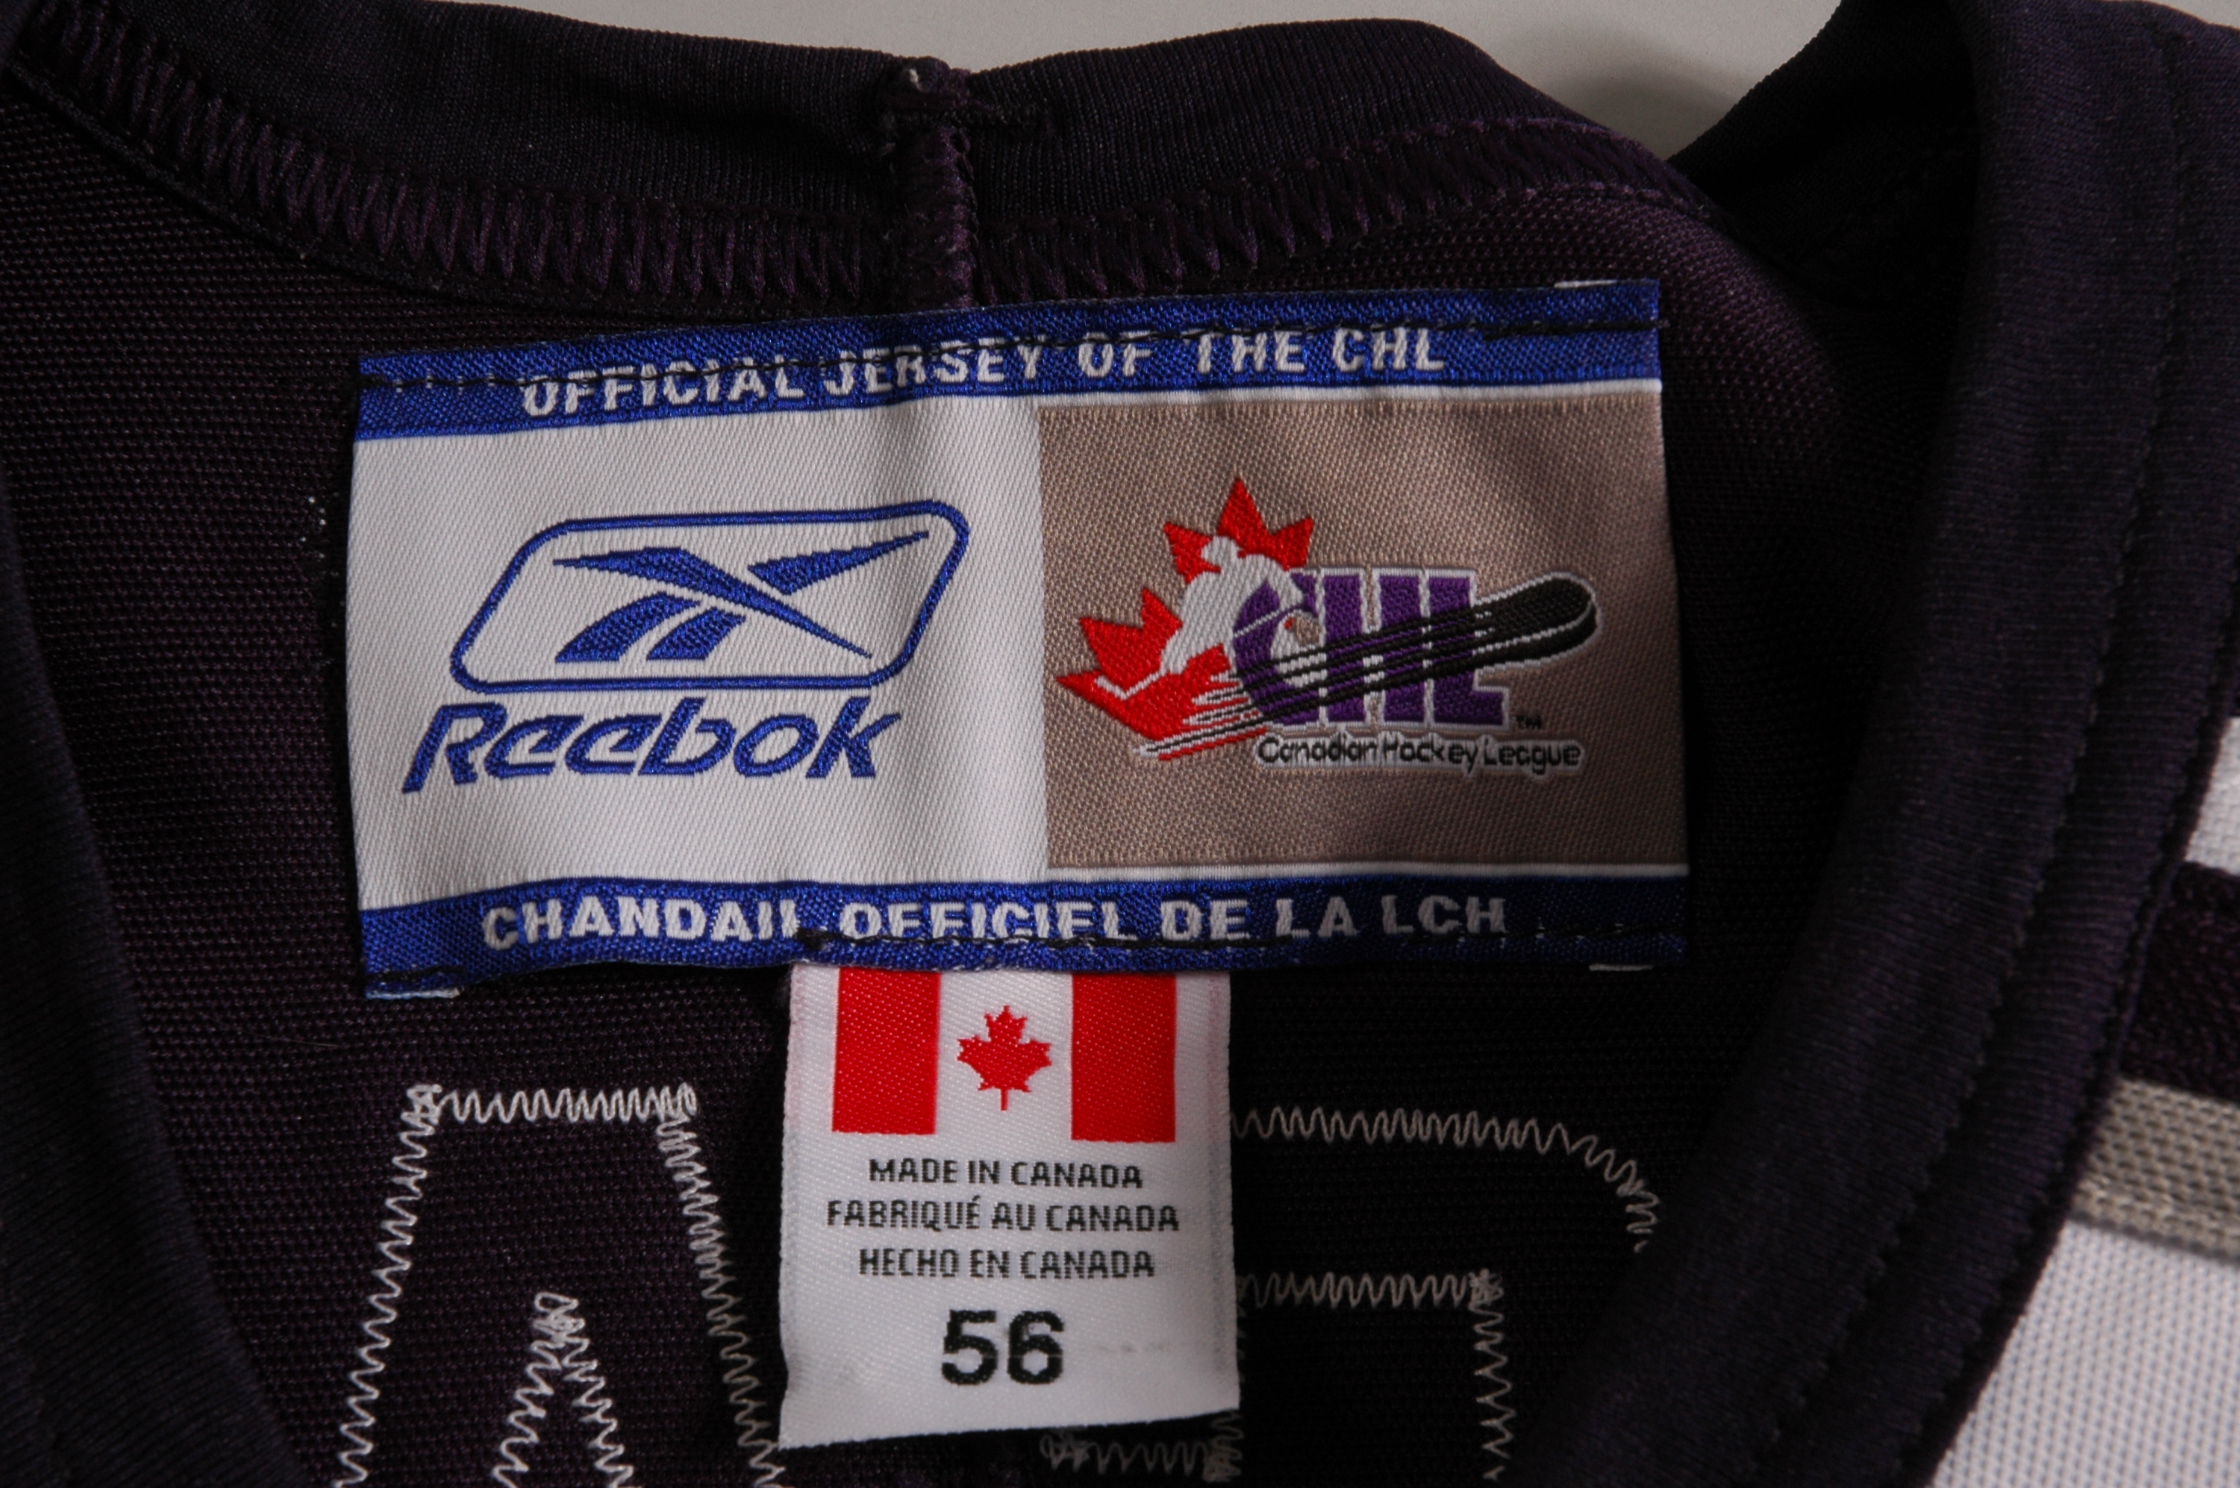 OFFICIAL JERSEY OF THE CHL
Reebok
CHL TM
Canadian Hockey League
CHANDAIL OFFICIEL DE LA LCH
MADE IN CANADA
FABRIQUÉ AU CANADA
HECHO EN CANADA
56